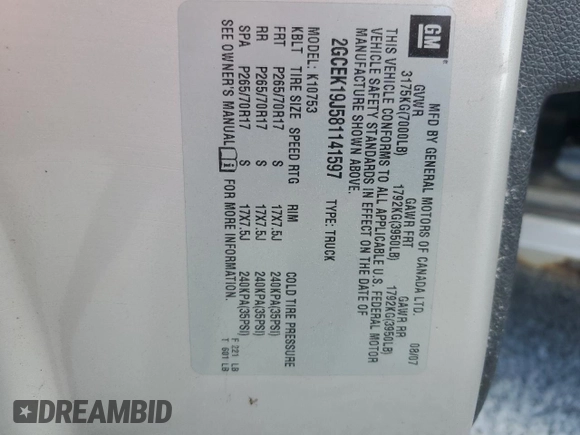 GM
MFD BY GENERAL MOTORS OF CANADA LTD.
08/07
GVWR GAWR FRT GAWR RR
3175KG(7000LB) 1792KG(3950LB) 1792KG(3950LB)
THIS VEHICLE CONFORMS TO ALL APPLICABLE U.S. FEDERAL MOTOR
VEHICLE SAFETY STANDARDS IN EFFECT ON THE DATE OF
MANUFACTURE SHOWN ABOVE.
2GCEK19J581141597 TYPE: TRUCK
MODEL: K10753
KBLT TIRE SIZE SPEED RTG RIM COLD TIRE PRESSURE
FRT P265/70R17 S 17X7.5J 240KPA(35PSI)
RR P265/70R17 S 17X7.5J 240KPA(35PSI)
SPA P265/70R17 S 17X7.5J 240KPA(35PSI)
SEE OWNER'S MANUAL FOR MORE INFORMATION.
F 221 LB
T 601 LB
DREAMBID